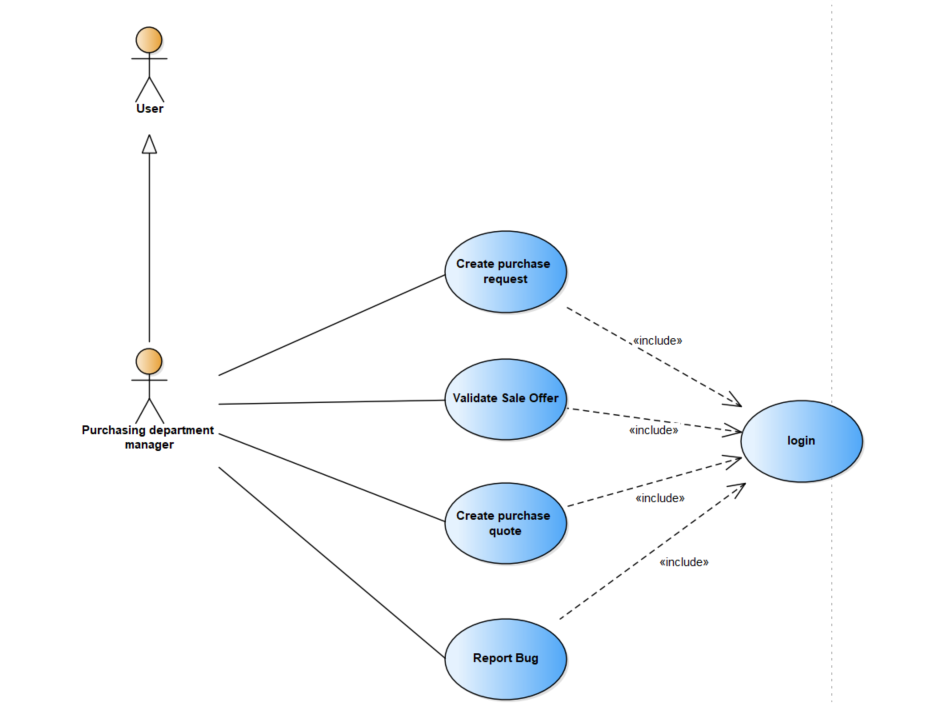 User
Create purchase
request
«include»
Validate Sale Offer
Purchasing department
manager
«include»
login
«include»
Create purchase
quote
«include»
Report Bug